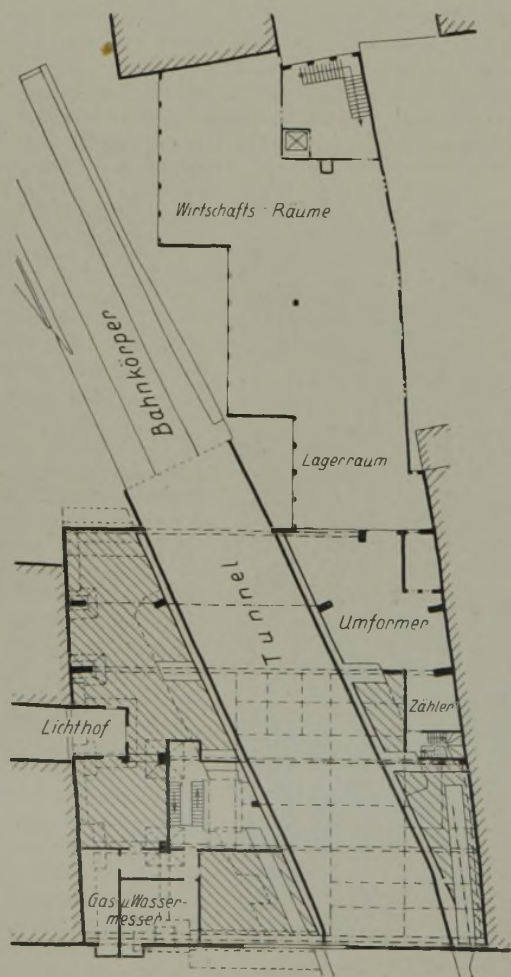 Wirtschafts-Räume
Bahnkörper
Lagerraum
Tunnel
Umformer
Zähler
Lichthof
Gas u. Wasser-
messer